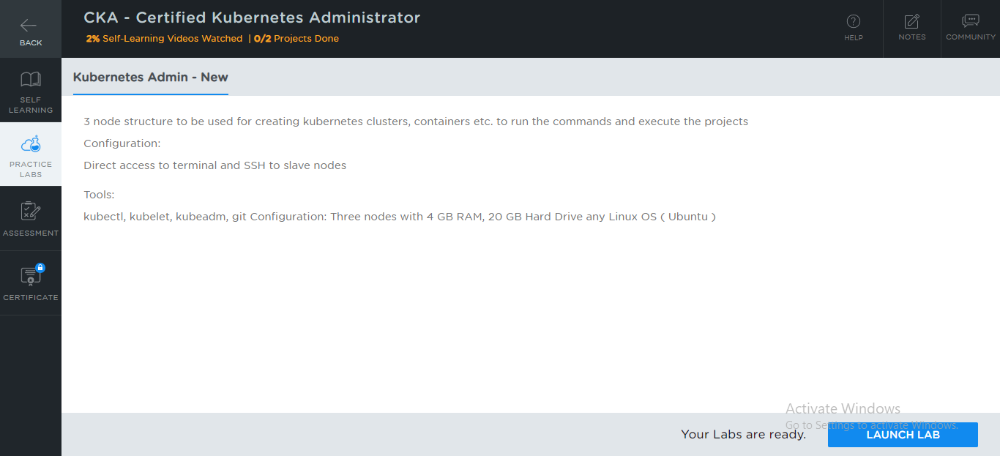 CKA - Certified Kubernetes Administrator
2% Self-Learning Videos Watched | 0/2 Projects Done
BACK
HELP
NOTES
COMMUNITY
SELF
LEARNING
PRACTICE
LABS
ASSESSMENT
CERTIFICATE
Kubernetes Admin - New
3 node structure to be used for creating kubernetes clusters, containers etc. to run the commands and execute the projects
Configuration:
Direct access to terminal and SSH to slave nodes
Tools:
kubectl, kubelet, kubeadm, git Configuration: Three nodes with 4 GB RAM, 20 GB Hard Drive any Linux OS ( Ubuntu )
Activate Windows
Go to Settings to activate Windows.
Your Labs are ready.
LAUNCH LAB